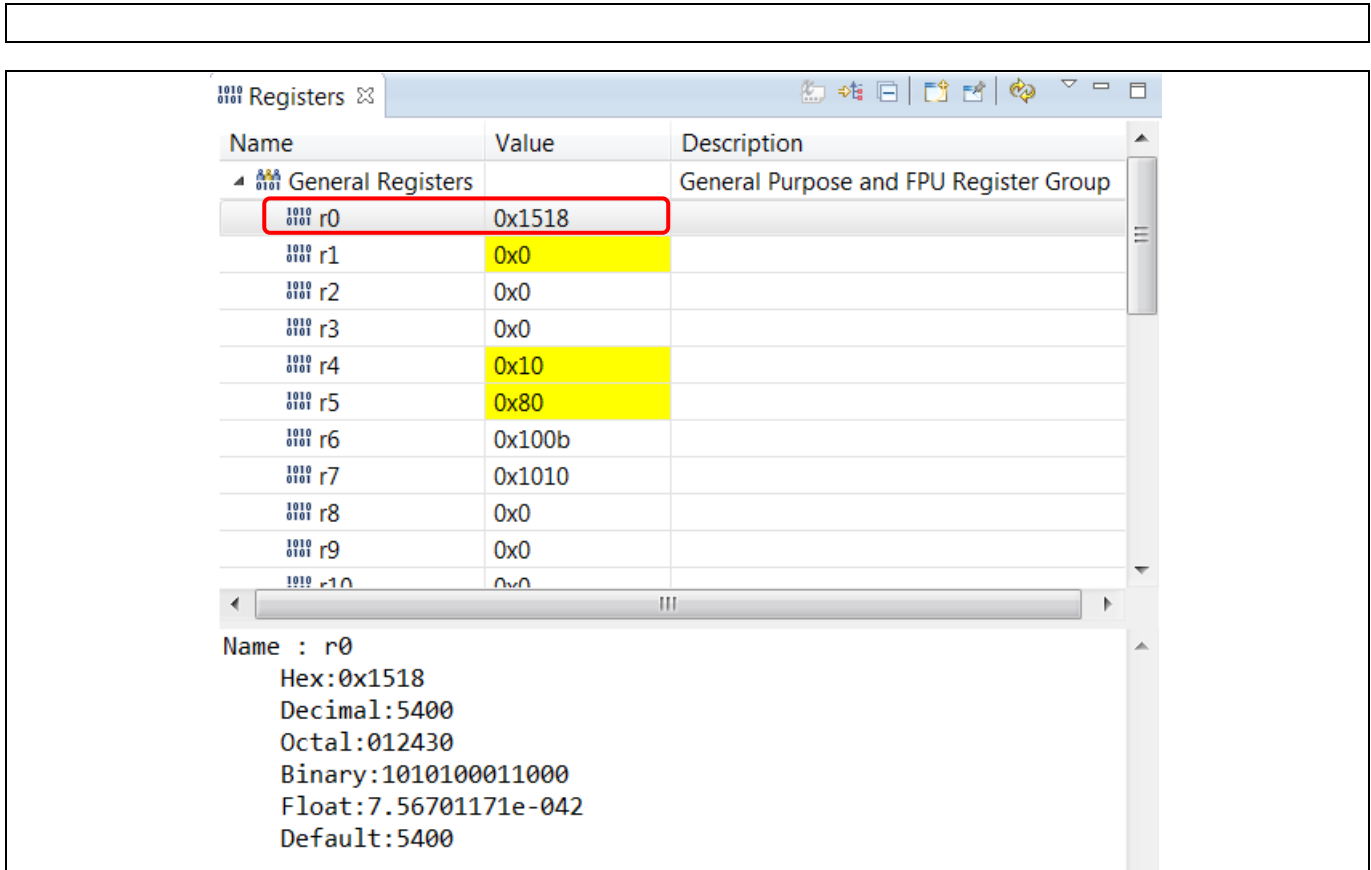 Registers
Name Value Description
General Registers General Purpose and FPU Register Group
r0 0x1518
r1 0x0
r2 0x0
r3 0x0
r4 0x10
r5 0x80
r6 0x100b
r7 0x1010
r8 0x0
r9 0x0
r10 0x0
Name : r0
Hex:0x1518
Decimal:5400
Octal:012430
Binary:1010100011000
Float:7.56701171e-042
Default:5400